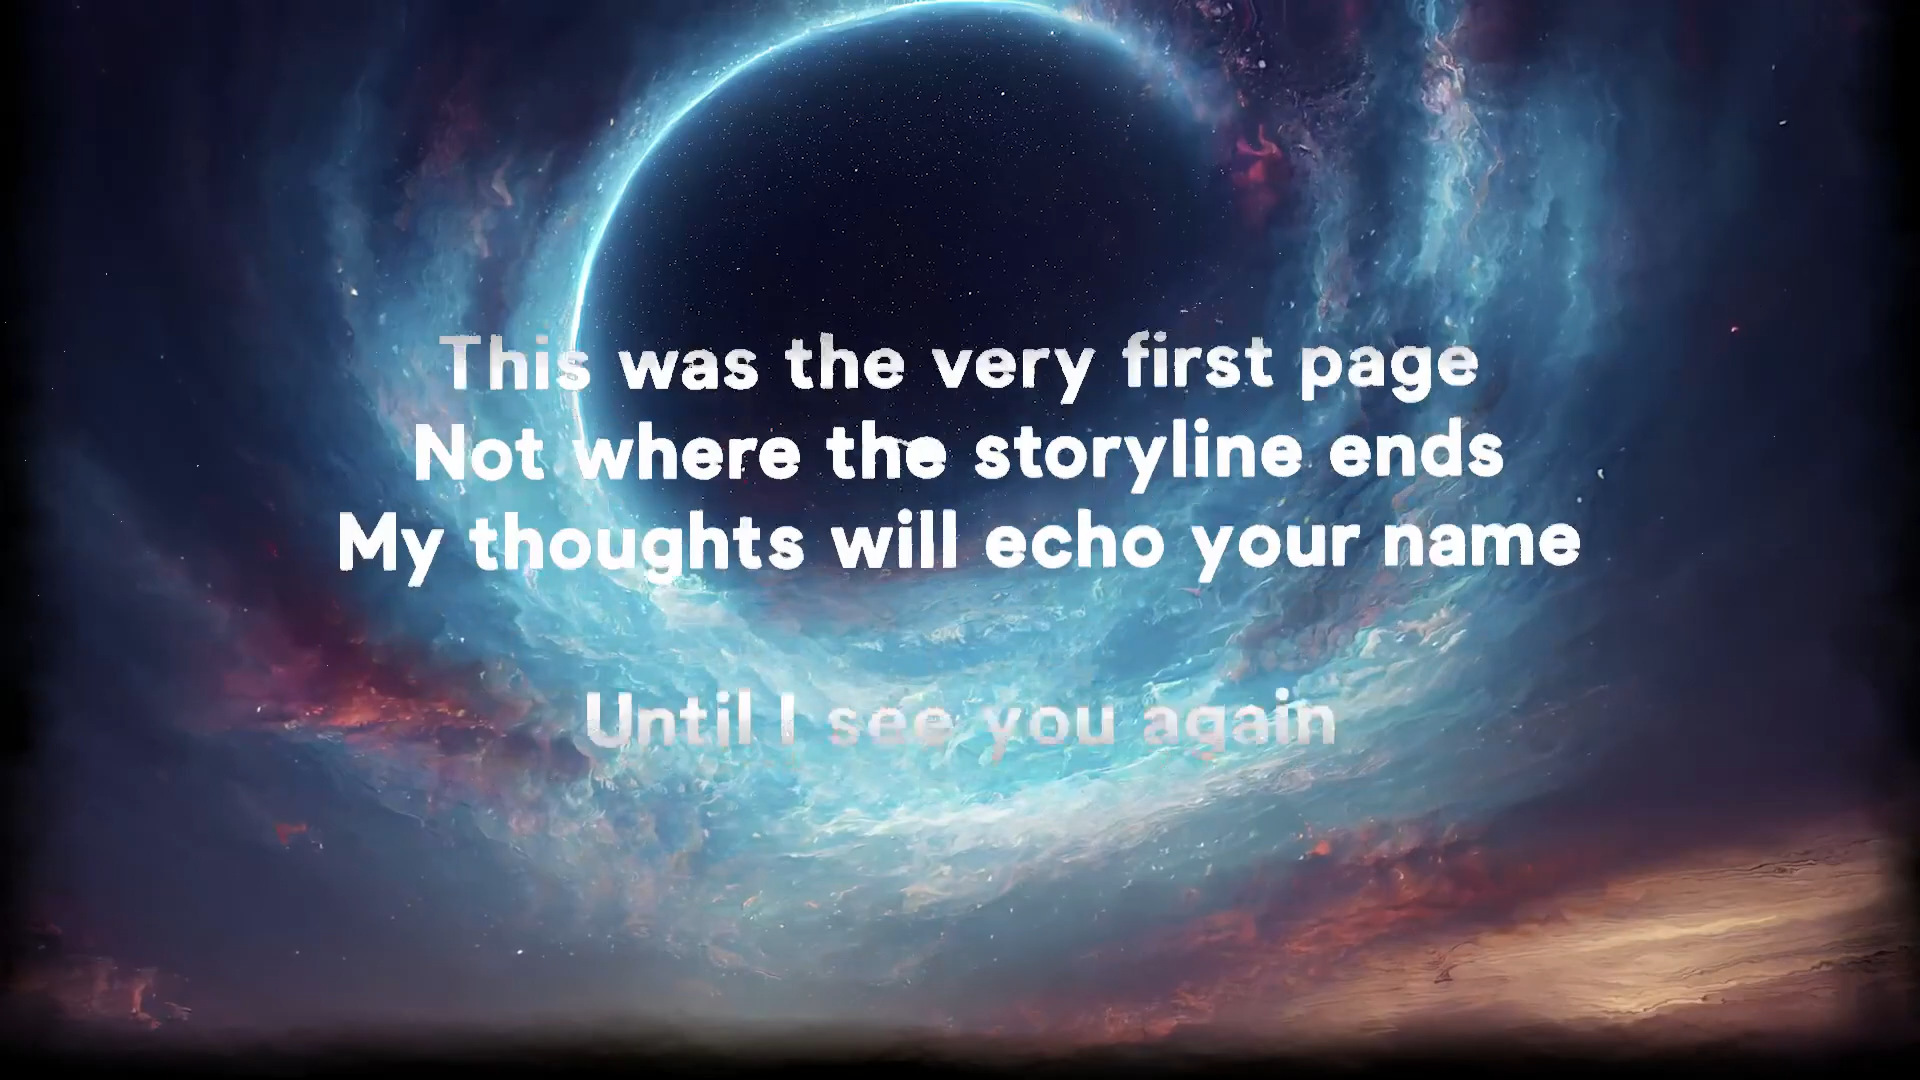 This was the very first page
Not where the storyline ends
My thoughts will echo your name
Until I see you again